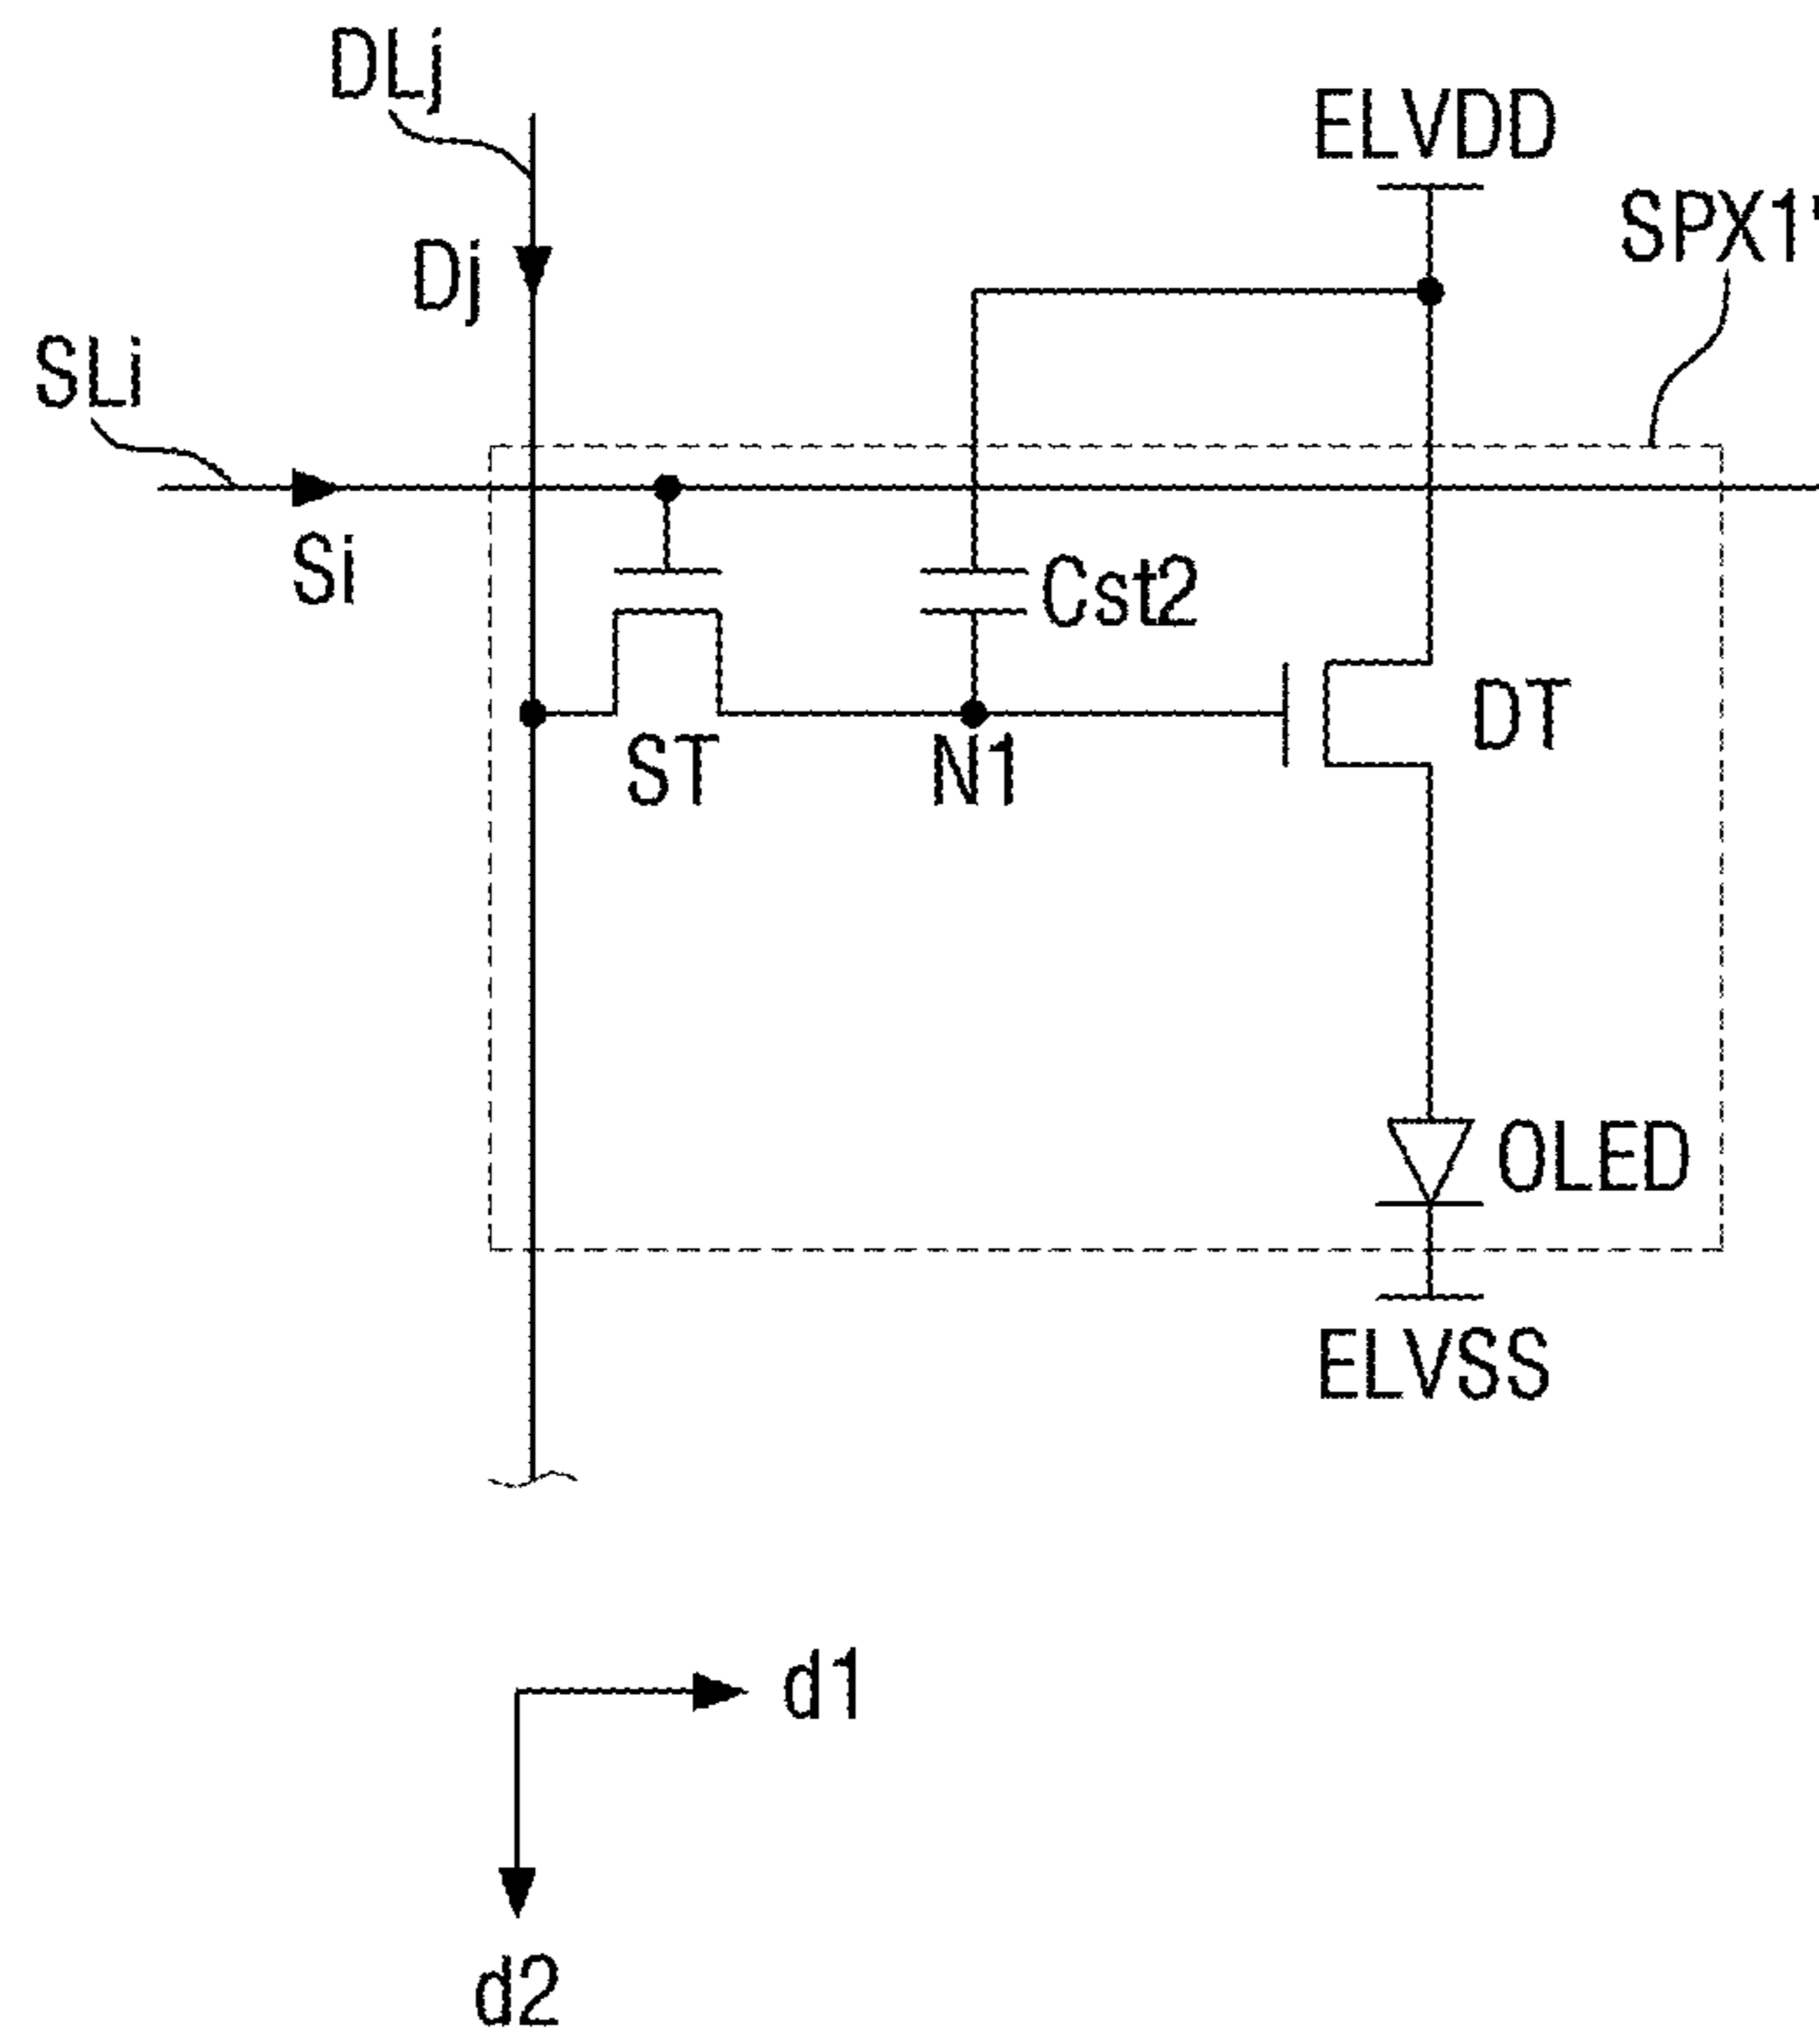 DLj
ELVDD
SPX1'
Dj
SLi
Si
Cst2
DT
ST
N1
OLED
ELVSS
d1
d2